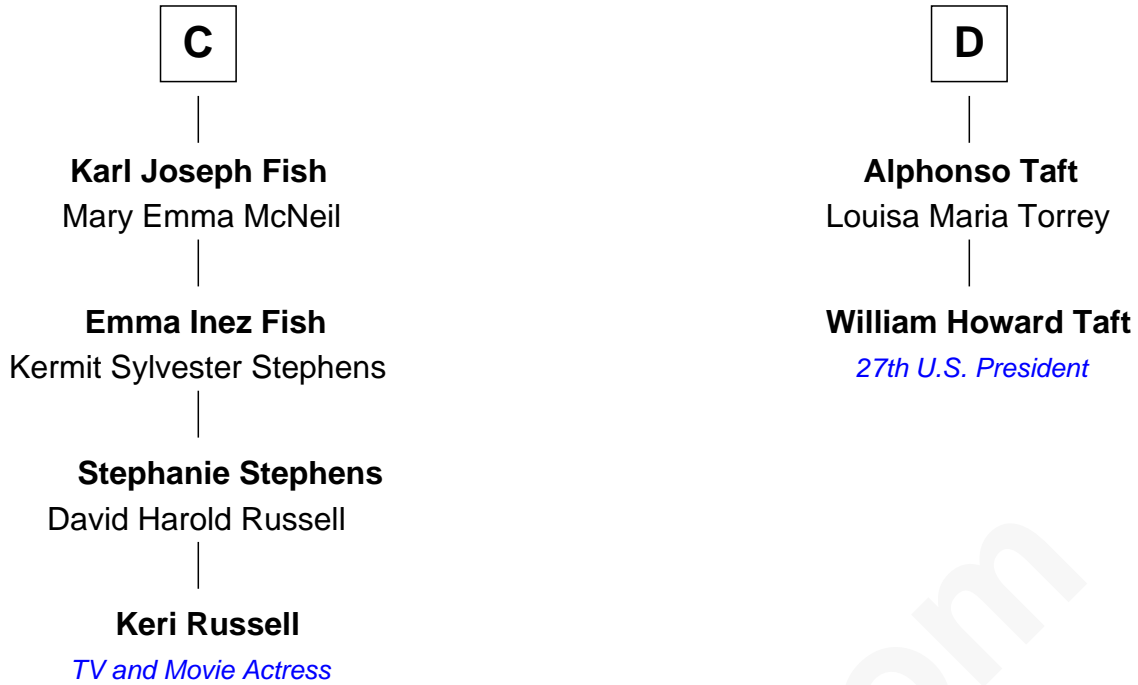 C
Karl Joseph Fish
Mary Emma McNeil
Emma Inez Fish
Kermit Sylvester Stephens
Stephanie Stephens
David Harold Russell
Keri Russell
TV and Movie Actress
D
Alphonso Taft
Louisa Maria Torrey
William Howard Taft
27th U.S. President
om